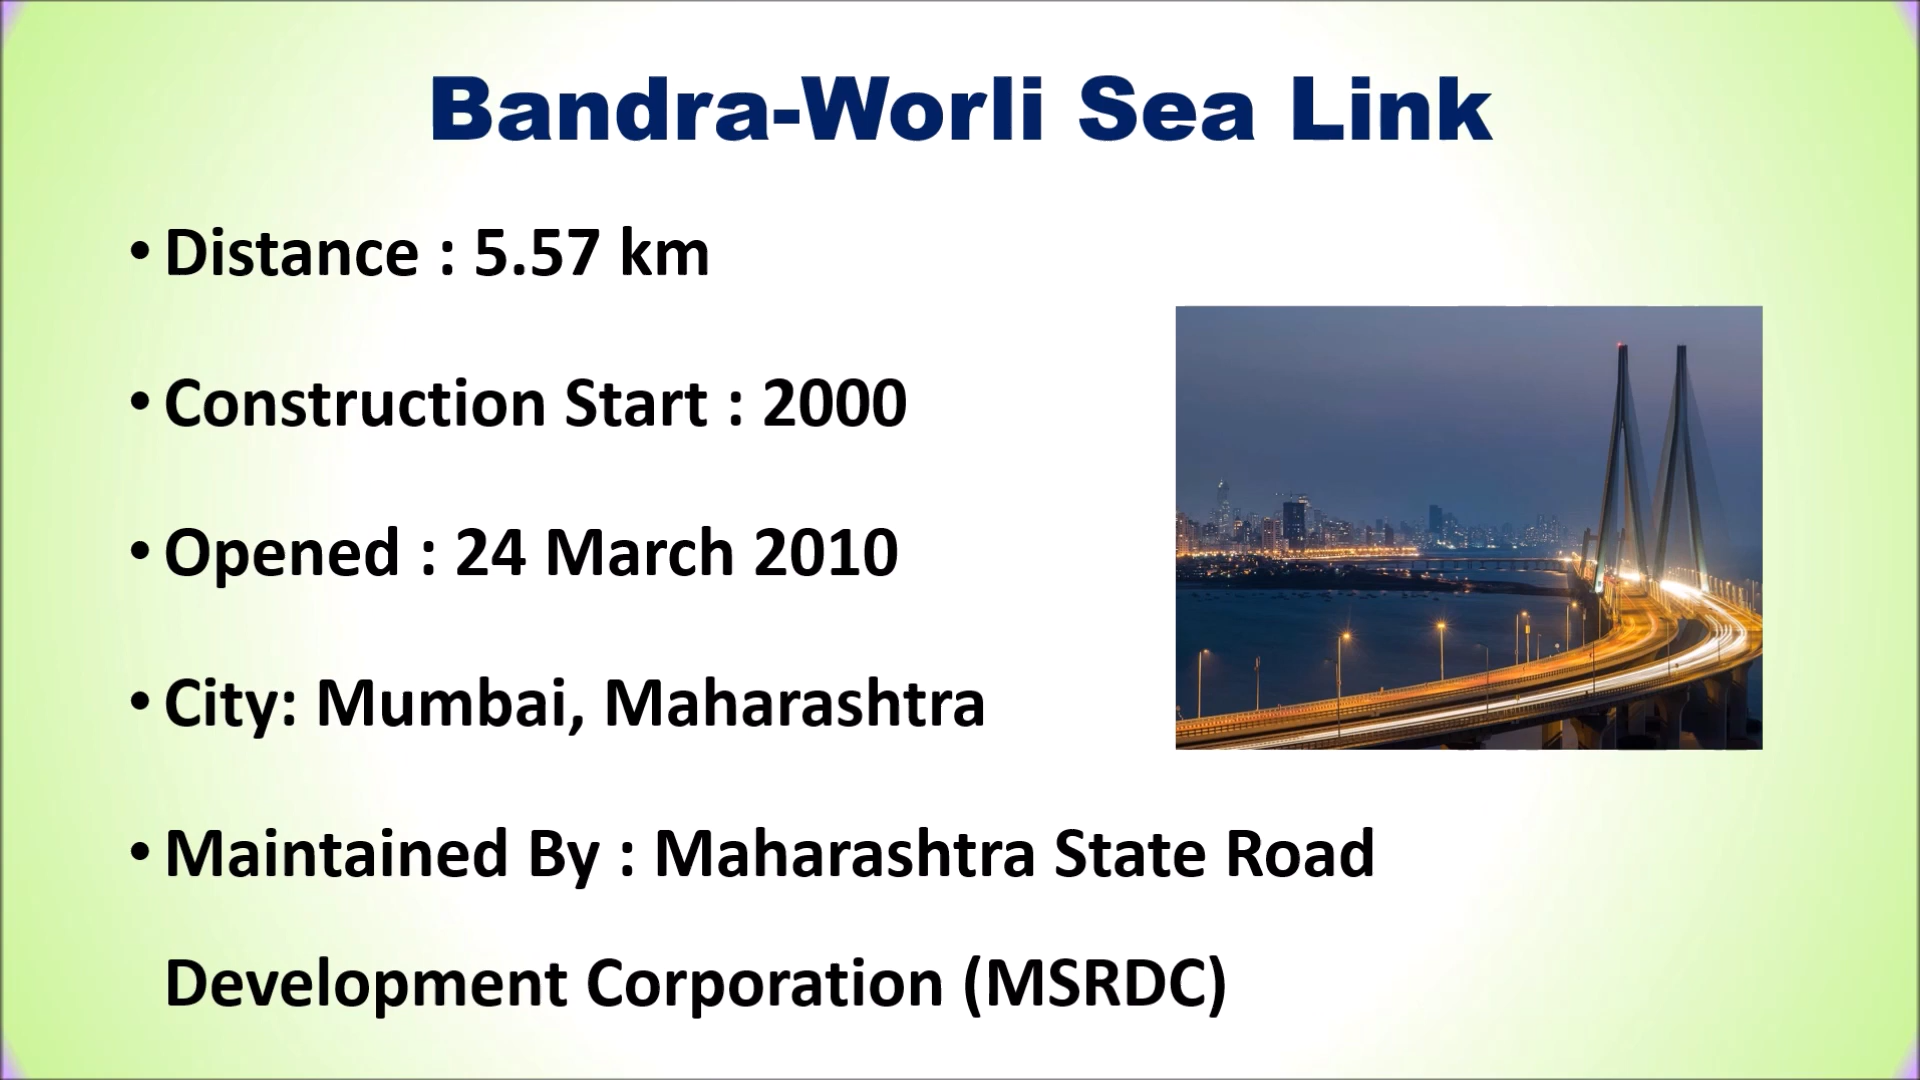 Bandra-Worli Sea Link
• Distance : 5.57 km
• Construction Start : 2000
• Opened : 24 March 2010
• City: Mumbai, Maharashtra
• Maintained By : Maharashtra State Road
Development Corporation (MSRDC)